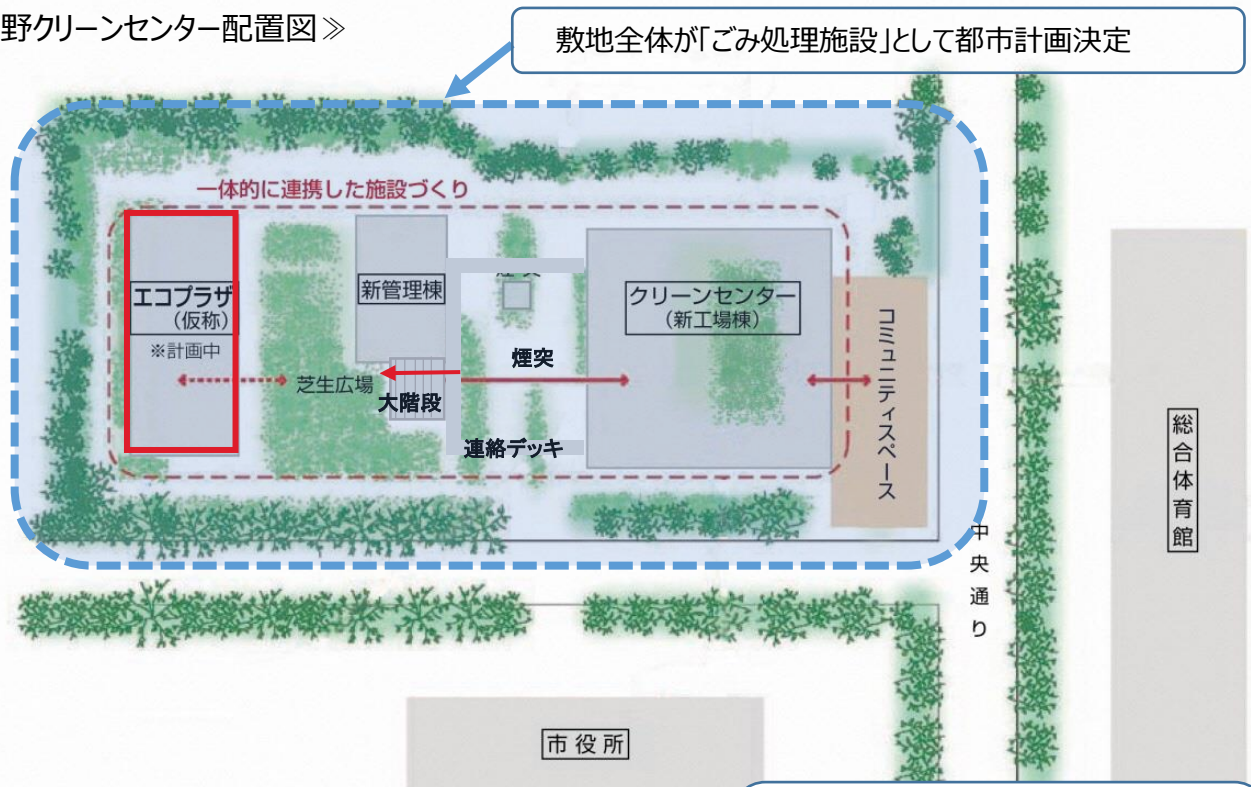 野クリーンセンター配置図≫
敷地全体が「ごみ処理施設」として都市計画決定
一体的に連携した施設づくり
エコプラザ
(仮称)
※計画中
芝生広場
新管理棟
大階段
煙突
連絡デッキ
クリーンセンター
(新工場棟)
コミュニティスペース
中央通り
総合体育館
市役所